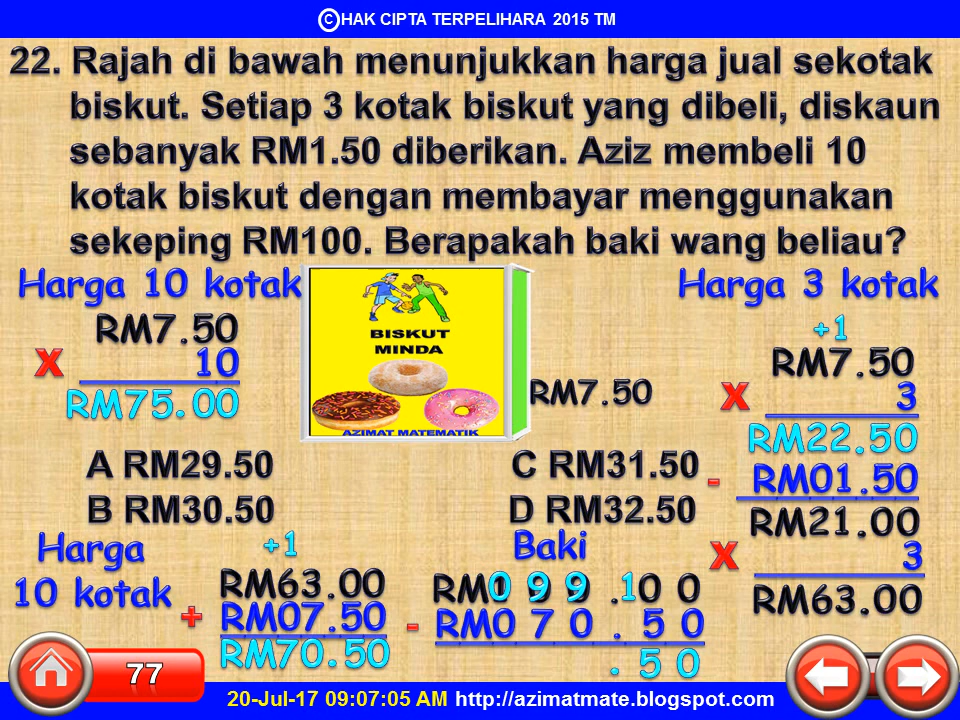 C HAK CIPTA TERPELIHARA 2015 TM
22. Rajah di bawah menunjukkan harga jual sekotak
biskut. Setiap 3 kotak biskut yang dibeli, diskaun
sebanyak RM1.50 diberikan. Aziz membeli 10
kotak biskut dengan membayar menggunakan
sekeping RM100. Berapakah baki wang beliau?
Harga 10 kotak
RM7.50
x 10
RM75.00
BISKUT
MINDA
AZIMAT MATEMATIK
RM7.50
Harga 3 kotak
+1
RM7.50
x 3
RM22.50
- RM01.50
RM21.00
x 3
RM63.00
A RM29.50
B RM30.50
C RM31.50
D RM32.50
Harga
10 kotak
+1
RM63.00
+ RM07.50
RM70.50
Baki
0 9 9 1
RM . 0 0
- RM0 7 0 . 5 0
. 5 0
77
20-Jul-17 09:07:05 AM http://azimatmate.blogspot.com